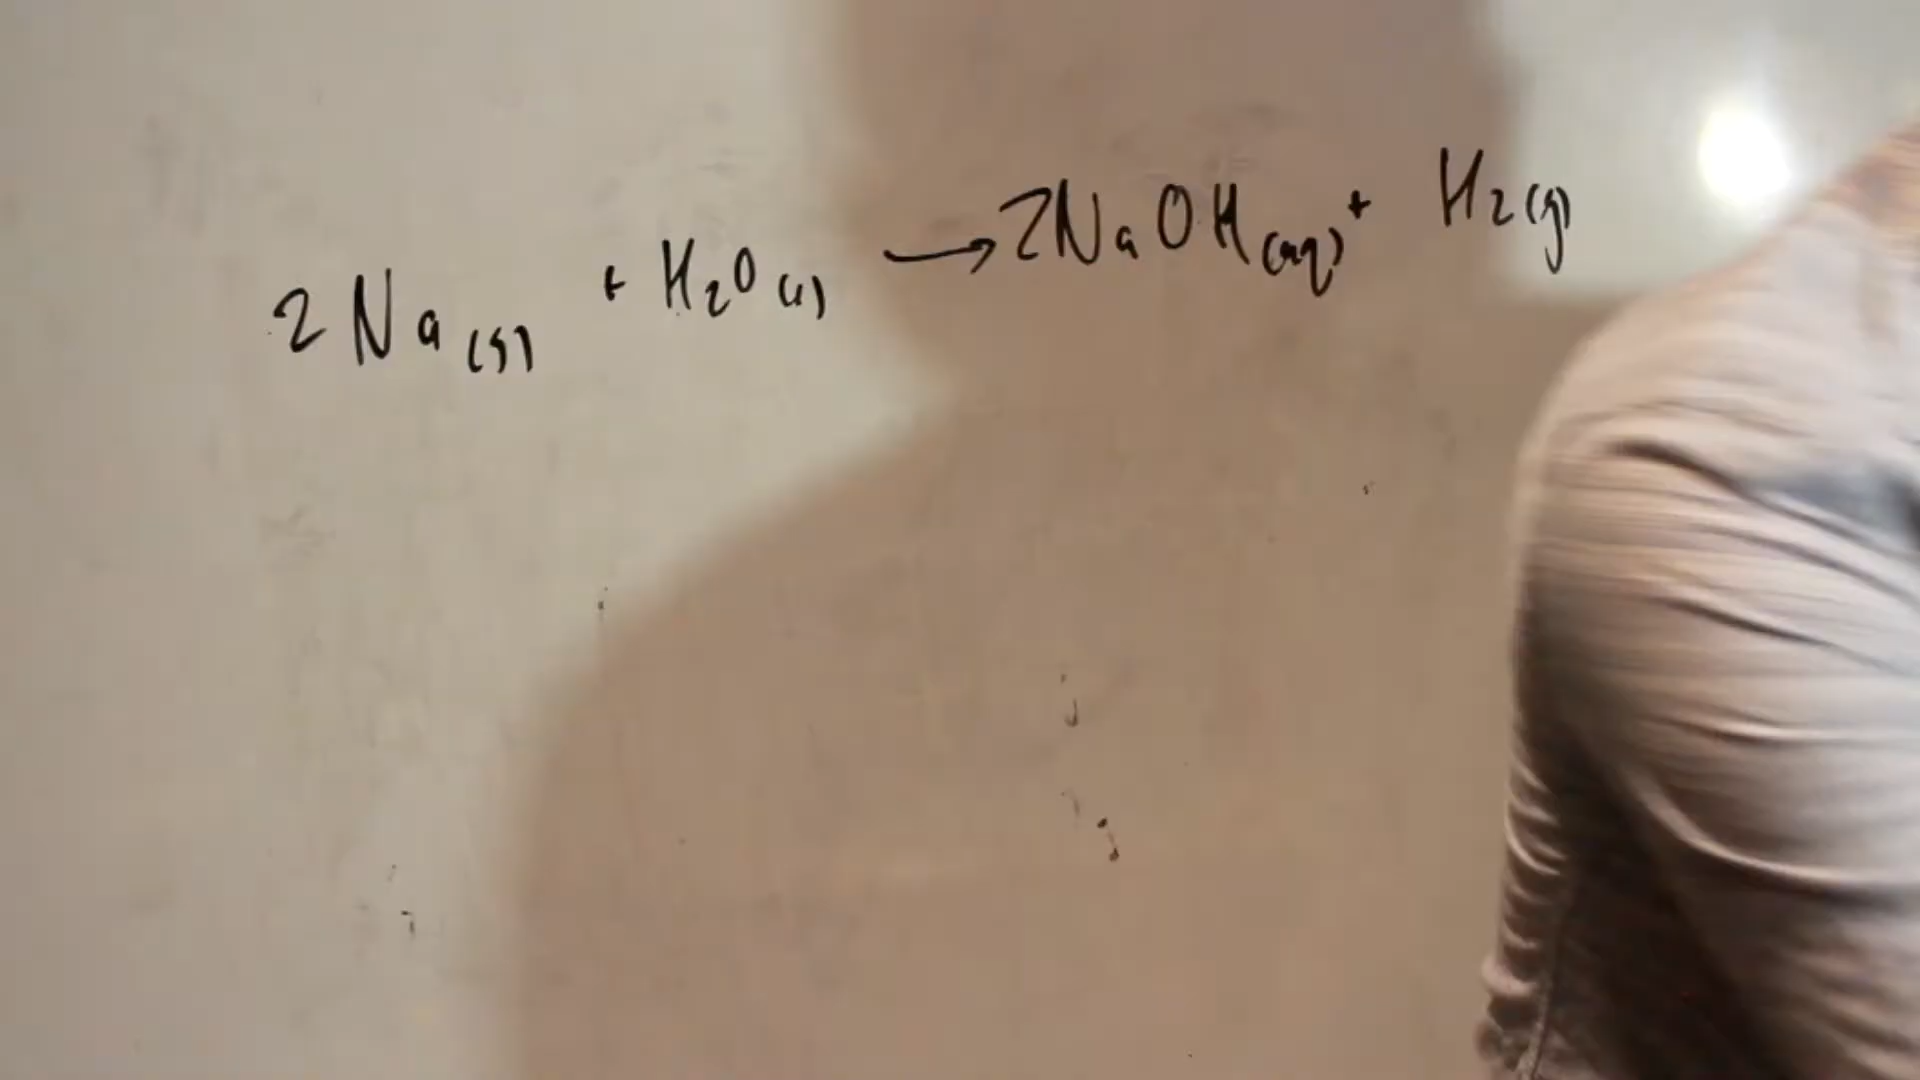 2Na(s) + H2O(l) → 2NaOH(aq) + H2(g)